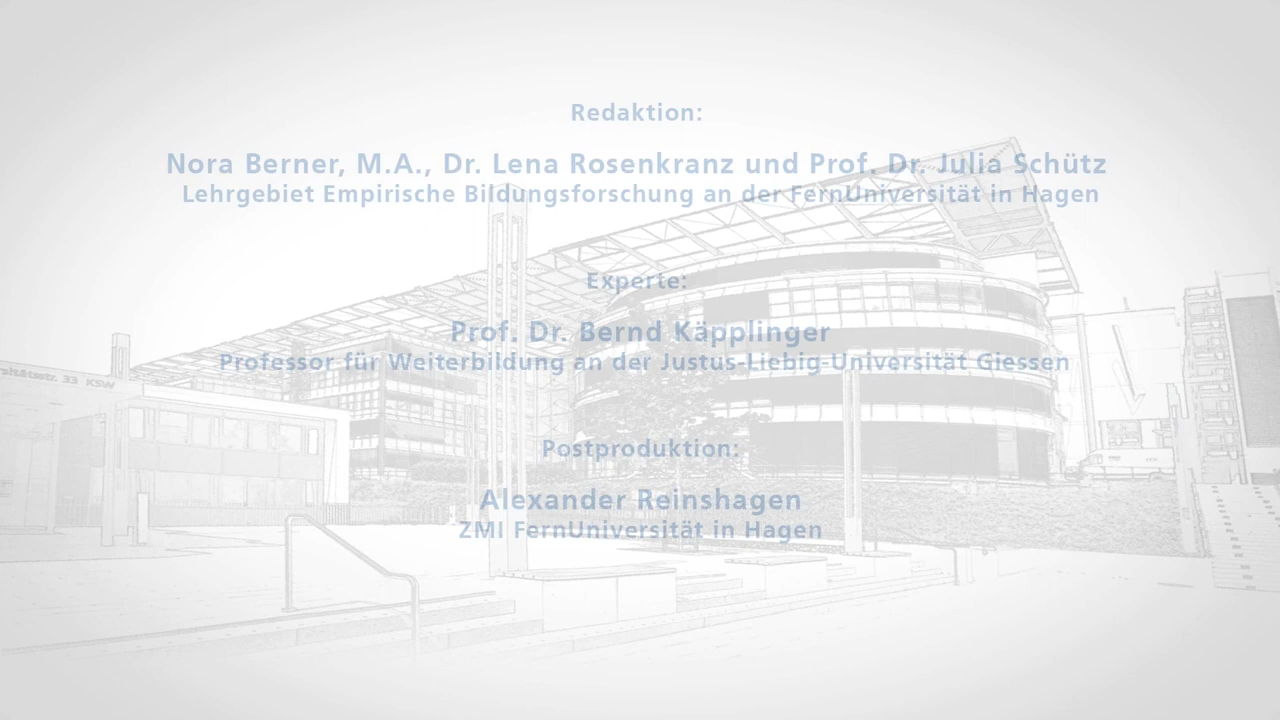 Redaktion:
Nora Berner, M.A., Dr. Lena Rosenkranz und Prof. Dr. Julia Schütz
Lehrgebiet Empirische Bildungsforschung an der FernUniversität in Hagen
Experte:
Prof. Dr. Bernd Käpplinger
Professor für Weiterbildung an der Justus-Liebig-Universität Giessen
33 KSW
Postproduktion:
Alexander Reinshagen
ZMI FernUniversität in Hagen